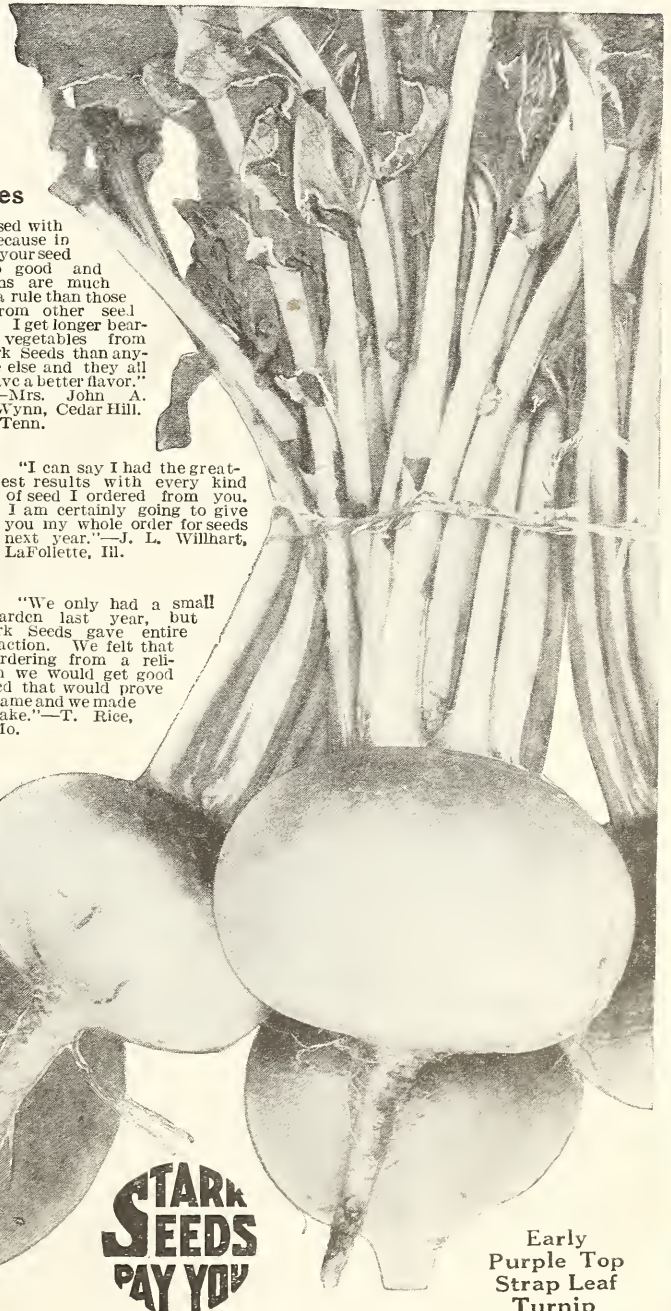 es
sed with
ecause in
your seed
good and
ns are much
a rule than those
rom other seed
I get longer bear-
vegetables from
rk Seeds than any-
else and they all
ve a better flavor."
—Mrs. John A.
Wynn, Cedar Hill.
Tenn.
"I can say I had the great-
est results with every kind
of seed I ordered from you.
I am certainly going to give
you my whole order for seeds
next year."—J. L. Willhart,
LaFollette, Ill.
"We only had a small
arden last year, but
rk Seeds gave entire
action. We felt that
rdering from a reli-
we would get good
ed that would prove
ame and we made
ake."—T. Rice,
Mo.
STARK
SEEDS
PAY YOU
Early
Purple Top
Strap Leaf
Turnip